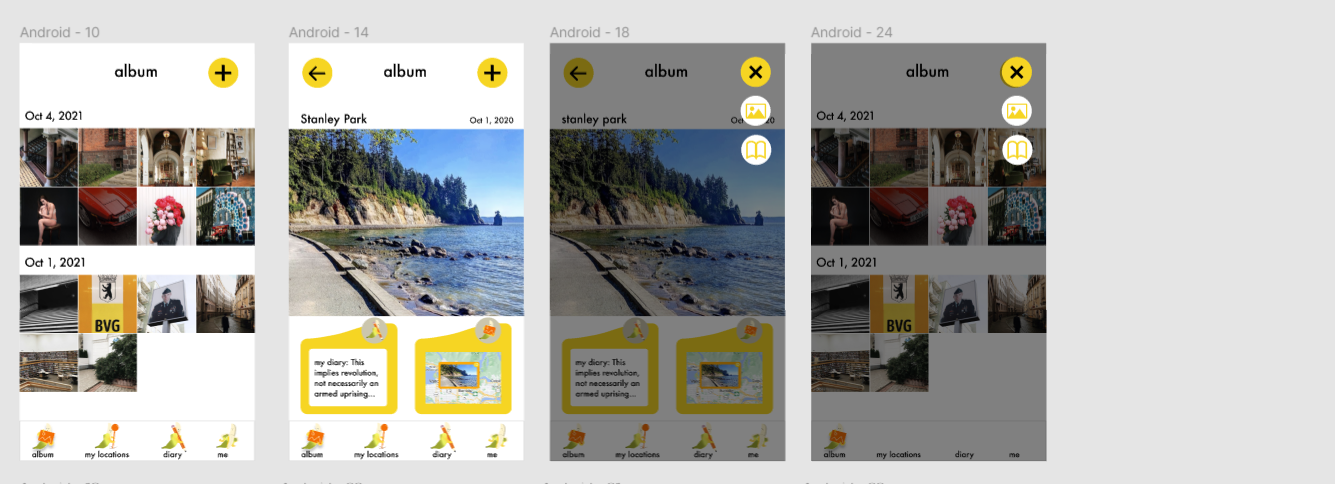 Android - 10
album
Oct 4, 2021
Oct 1, 2021
BVG
album my locations diary me
Android - 14
album
Stanley Park Oct 1, 2020
my diary: This
implies revolution,
not necessarily an
armed uprising...
album my locations diary me
Android - 18
album
stanley park
my diary: This
implies revolution,
not necessarily an
armed uprising...
album my locations diary me
Android - 24
album
Oct 4, 2021
Oct 1, 2021
BVG
album my locations diary me